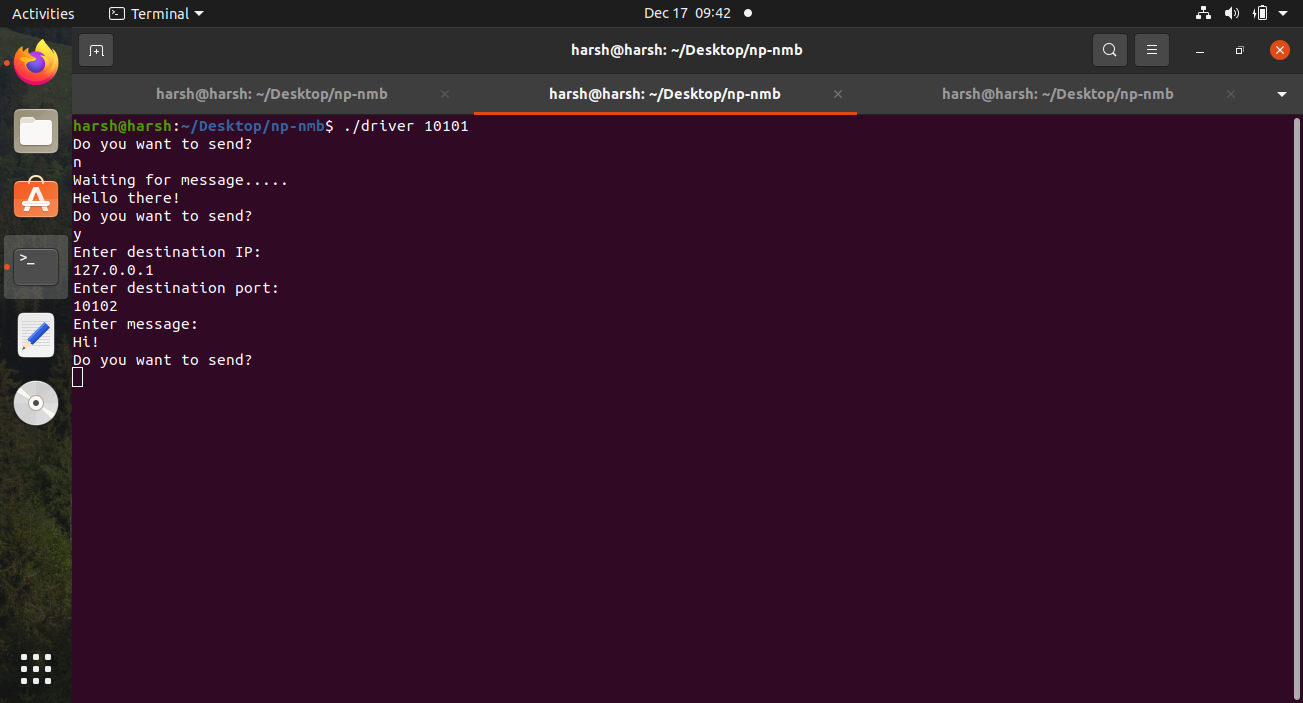 Activities
Terminal
Dec 17 09:42
harsh@harsh: ~/Desktop/np-nmb
harsh@harsh: ~/Desktop/np-nmb
harsh@harsh: ~/Desktop/np-nmb
harsh@harsh: ~/Desktop/np-nmb
harsh@harsh:~/Desktop/np-nmb$ ./driver 10101
Do you want to send?
n
Waiting for message.....
Hello there!
Do you want to send?
y
Enter destination IP:
127.0.0.1
Enter destination port:
10102
Enter message:
Hi!
Do you want to send?